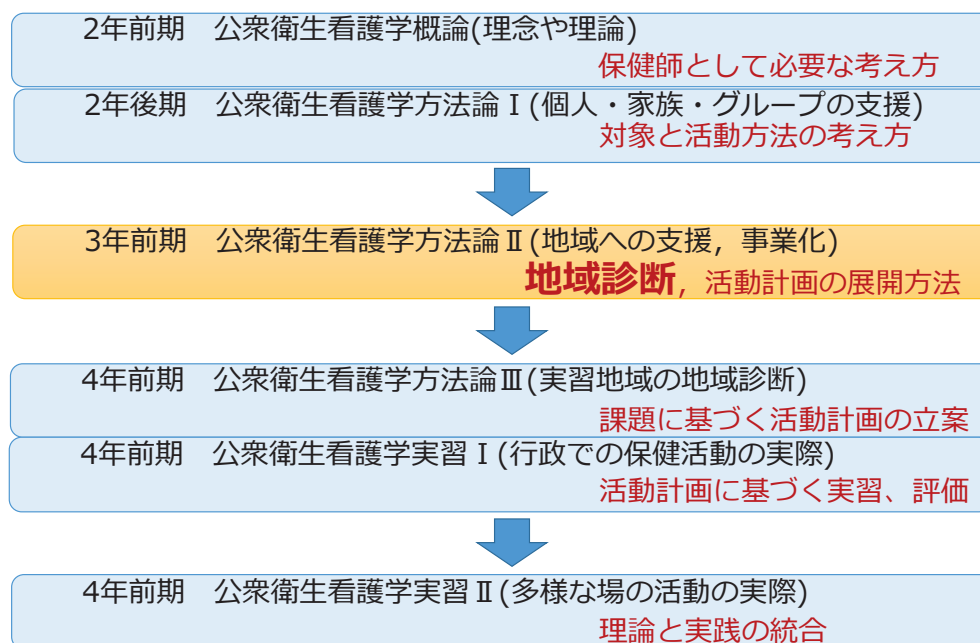 2年前期　公衆衛生看護学概論(理念や理論)
保健師として必要な考え方
2年後期　公衆衛生看護学方法論Ⅰ(個人・家族・グループの支援)
対象と活動方法の考え方
3年前期　公衆衛生看護学方法論Ⅱ(地域への支援，事業化)
地域診断，活動計画の展開方法
4年前期　公衆衛生看護学方法論Ⅲ(実習地域の地域診断)
課題に基づく活動計画の立案
4年前期　公衆衛生看護学実習Ⅰ(行政での保健活動の実際)
活動計画に基づく実習、評価
4年前期　公衆衛生看護学実習Ⅱ(多様な場の活動の実際)
理論と実践の統合